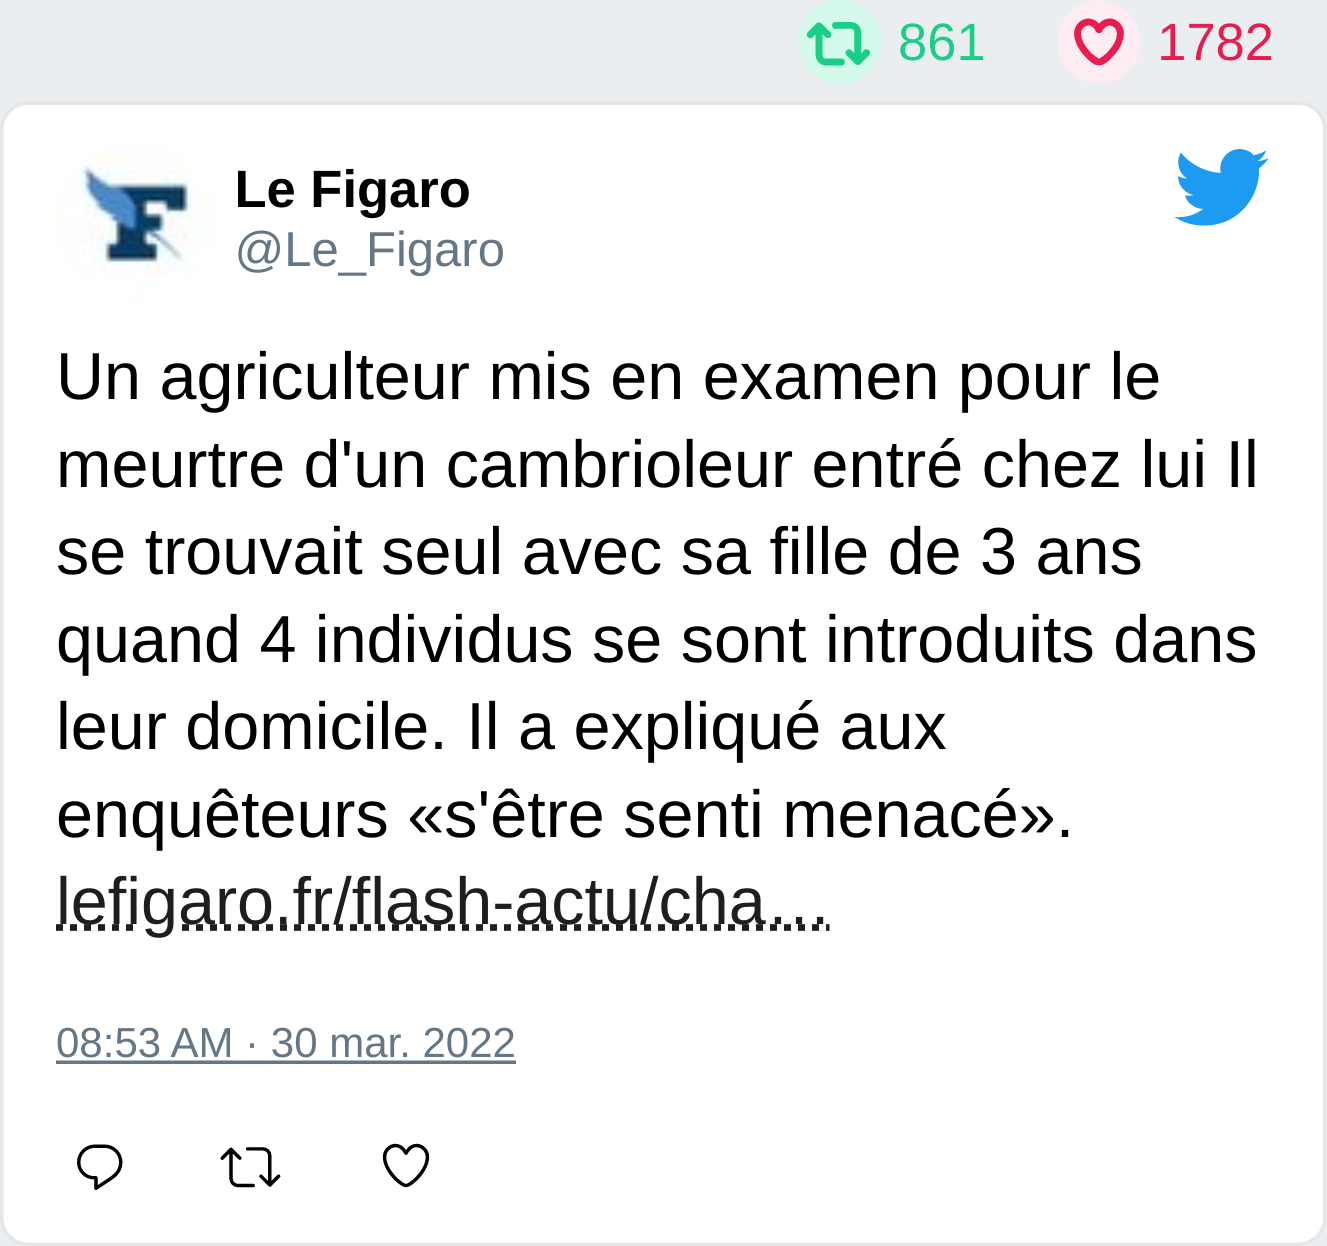 861 1782
Le Figaro
@Le_Figaro
Un agriculteur mis en examen pour le
meurtre d'un cambrioleur entré chez lui Il
se trouvait seul avec sa fille de 3 ans
quand 4 individus se sont introduits dans
leur domicile. Il a expliqué aux
enquêteurs «s'être senti menacé».
lefigaro.fr/flash-actu/cha…
08:53 AM · 30 mar. 2022